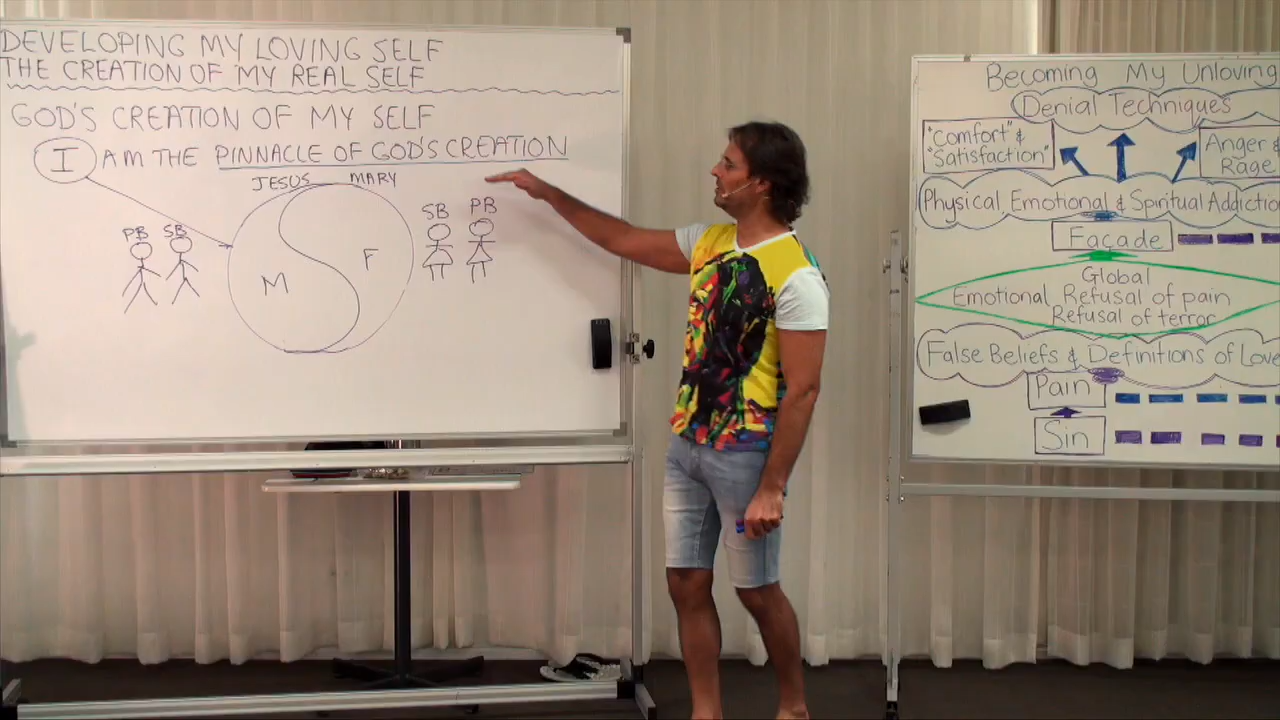 DEVELOPING MY LOVING SELF
THE CREATION OF MY REAL SELF
GOD'S CREATION OF MY SELF
I AM THE PINNACLE OF GOD'S CREATION
JESUS MARY
PB SB
SB PB
M F
Becoming My Unloving
Denial Techniques
"Comfort" &
"Satisfaction"
Anger &
Rage
Physical Emotional & Spiritual Addictio
Façade
Global
Emotional Refusal of pain
Refusal of terror
False Beliefs & Definitions of Love
Pain
Sin